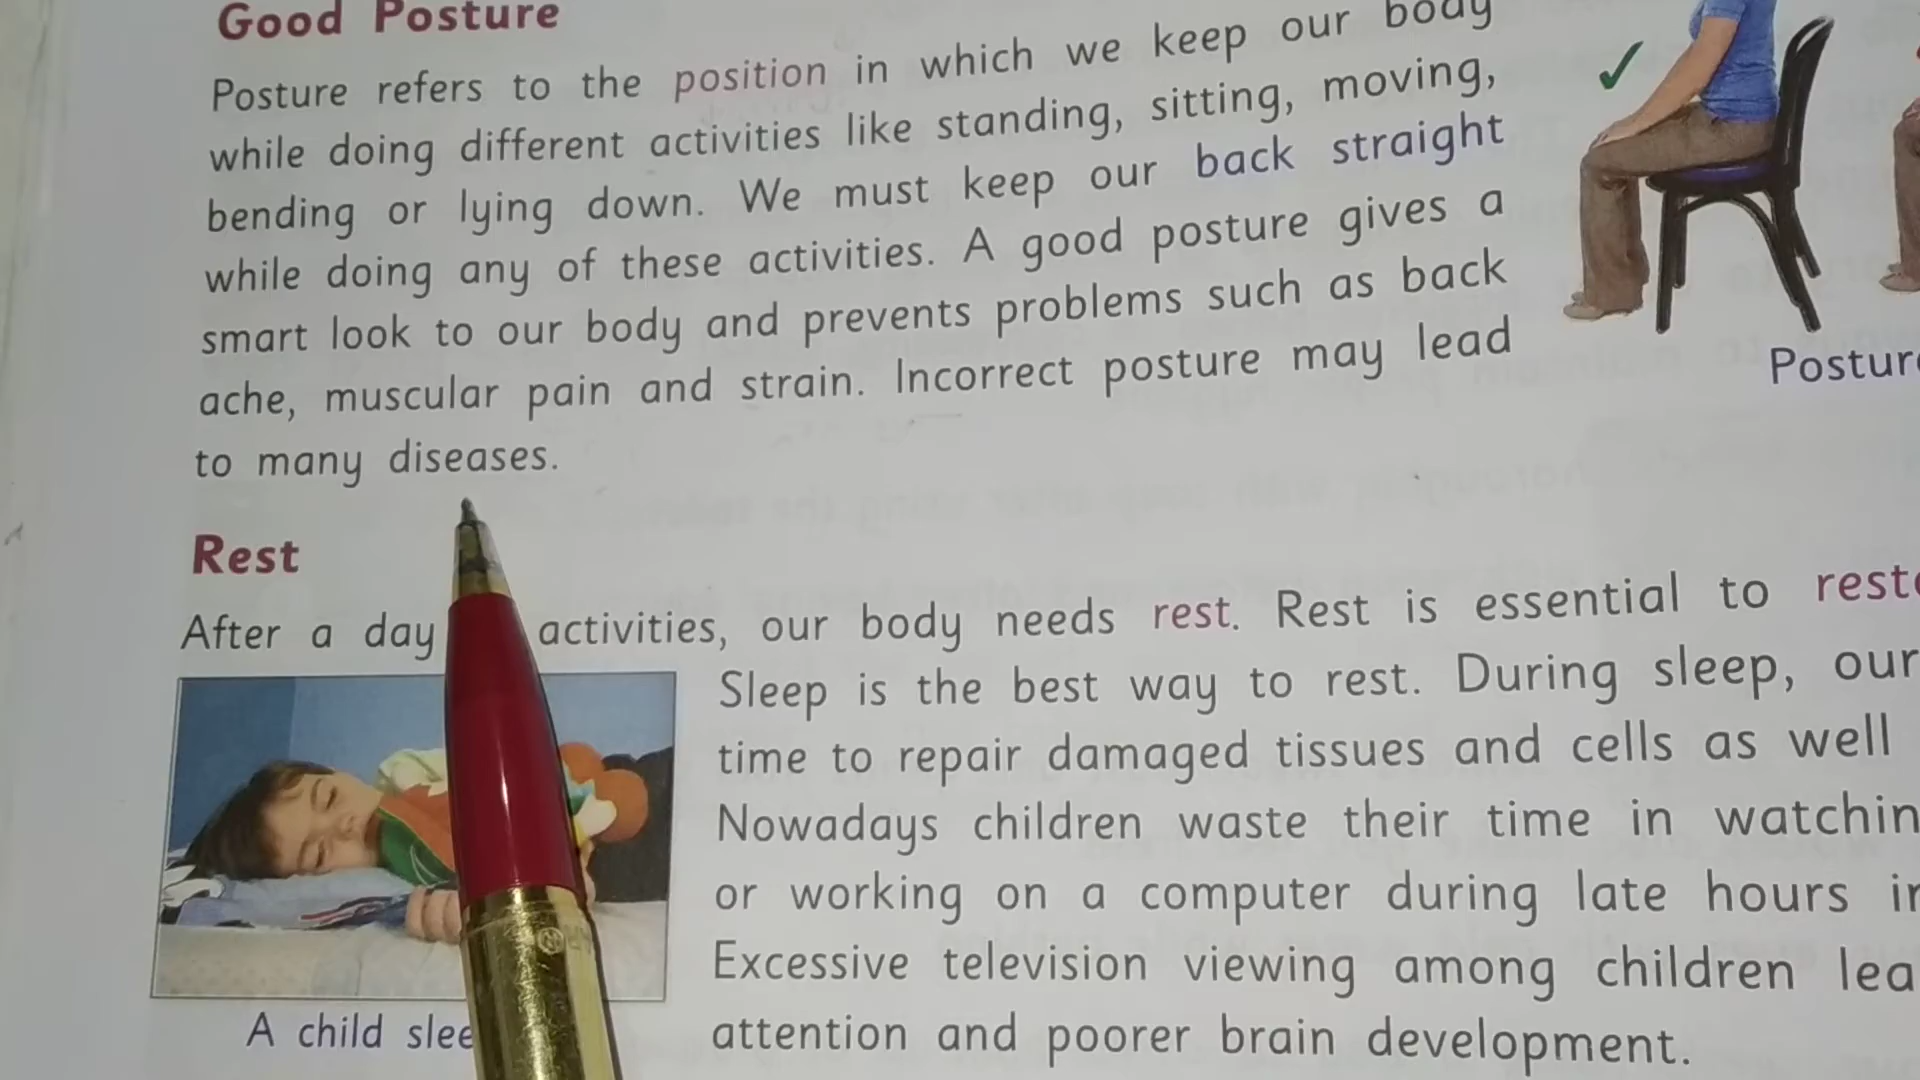 Good Posture
Posture refers to the position in which we keep our body
while doing different activities like standing, sitting, moving,
bending or lying down. We must keep our back straight
while doing any of these activities. A good posture gives a
smart look to our body and prevents problems such as back
ache, muscular pain and strain. Incorrect posture may lead
to many diseases.
Posture
Rest
After a day activities, our body needs rest. Rest is essential to
Sleep is the best way to rest. During sleep, our
time to repair damaged tissues and cells as well
Nowadays children waste their time in
or working on a computer during late hours
Excessive television viewing among children
attention and poorer brain development.
A child